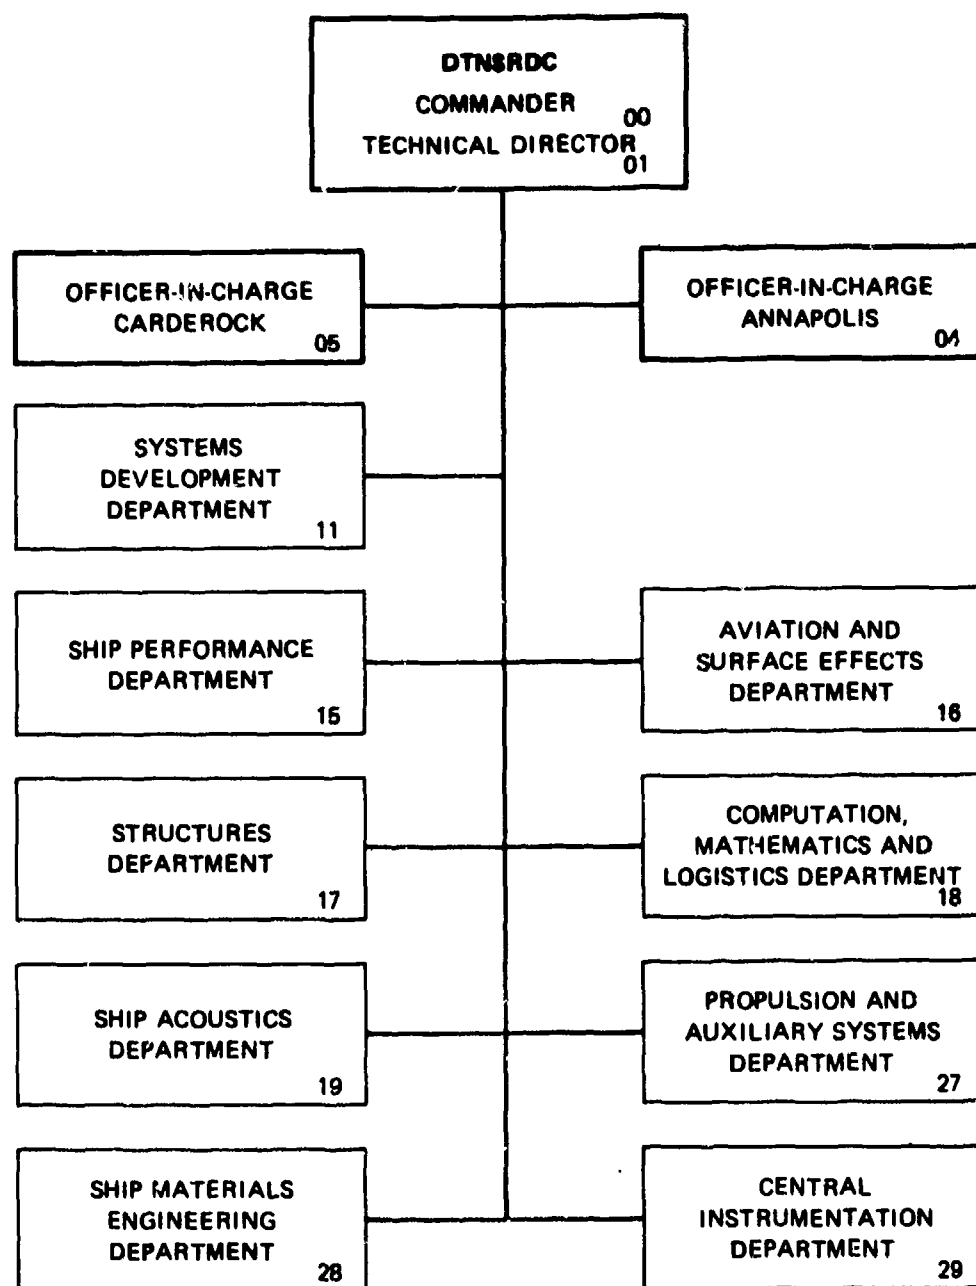 DTNSRDC
COMMANDER
00
TECHNICAL DIRECTOR
01
OFFICER-IN-CHARGE
CARDEROCK
05
OFFICER-IN-CHARGE
ANNAPOLIS
04
SYSTEMS
DEVELOPMENT
DEPARTMENT
11
SHIP PERFORMANCE
DEPARTMENT
15
AVIATION AND
SURFACE EFFECTS
DEPARTMENT
16
STRUCTURES
DEPARTMENT
17
COMPUTATION,
MATHEMATICS AND
LOGISTICS DEPARTMENT
18
SHIP ACOUSTICS
DEPARTMENT
19
PROPULSION AND
AUXILIARY SYSTEMS
DEPARTMENT
27
SHIP MATERIALS
ENGINEERING
DEPARTMENT
28
CENTRAL
INSTRUMENTATION
DEPARTMENT
29